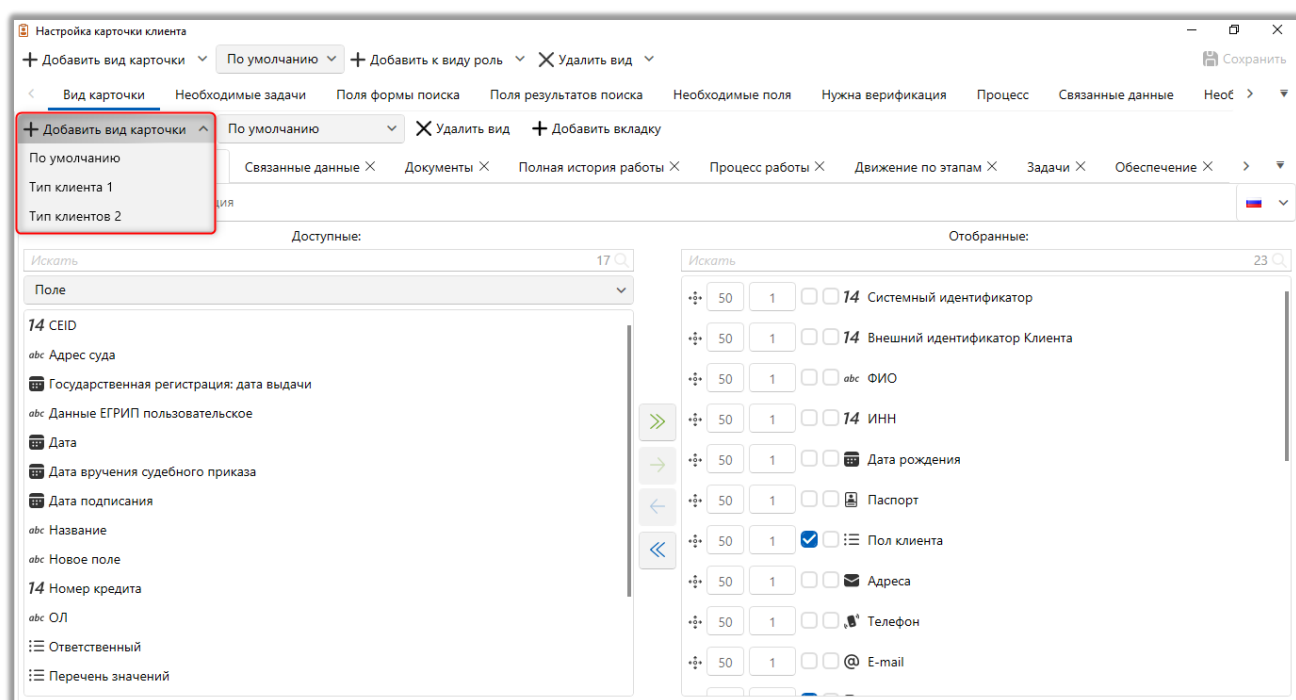 Настройка карточки клиента
Добавить вид карточки По умолчанию Добавить к виду роль Удалить вид Сохранить
Вид карточки Необходимые задачи Поля формы поиска Поля результатов поиска Необходимые поля Нужна верификация Процесс Связанные данные Необ
Добавить вид карточки По умолчанию Удалить вид Добавить вкладку
По умолчанию
Связанные данные Документы Полная история работы Процесс работы Движение по этапам Задачи Обеспечение
Тип клиента 1
Тип клиентов 2
Доступные: Отобранные:
Искать 17 Искать 23
Поле
50 1 14 Системный идентификатор
14 CEID
50 1 14 Внешний идентификатор Клиента
abc Адрес суда
Государственная регистрация: дата выдачи
50 1 abc ФИО
abc Данные ЕГРИП пользовательское
50 1 14 ИНН
Дата
50 1 Дата рождения
Дата вручения судебного приказа
Дата подписания
50 1 Паспорт
abc Название
50 1 Пол клиента
abc Новое поле
50 1 Адреса
14 Номер кредита
abc ОЛ
50 1 Телефон
Ответственный
50 1 E-mail
Перечень значений